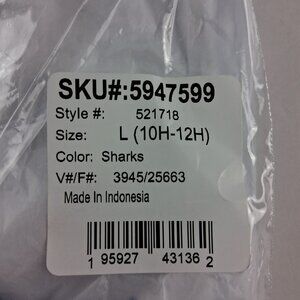 SKU#:5947599
Style #: 521718
Size: L (10H-12H)
Color: Sharks
V#/F#: 3945/25663
Made In Indonesia
1 95927 43136 2